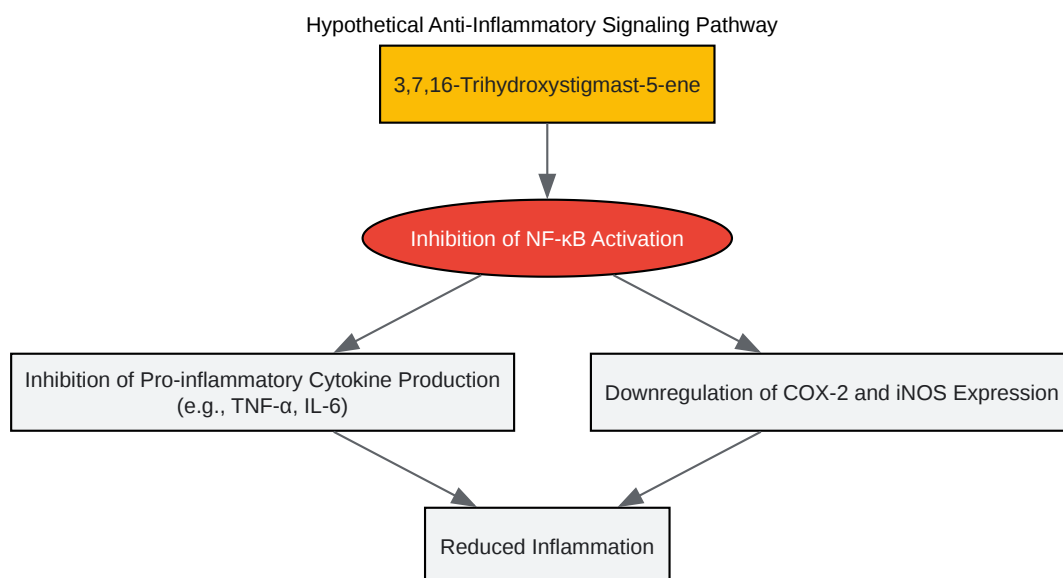 Hypothetical Anti-Inflammatory Signaling Pathway
3,7,16-Trihydroxystigmast-5-ene
Inhibition of NF-κB Activation
Inhibition of Pro-inflammatory Cytokine Production
(e.g., TNF-α, IL-6)
Downregulation of COX-2 and iNOS Expression
Reduced Inflammation